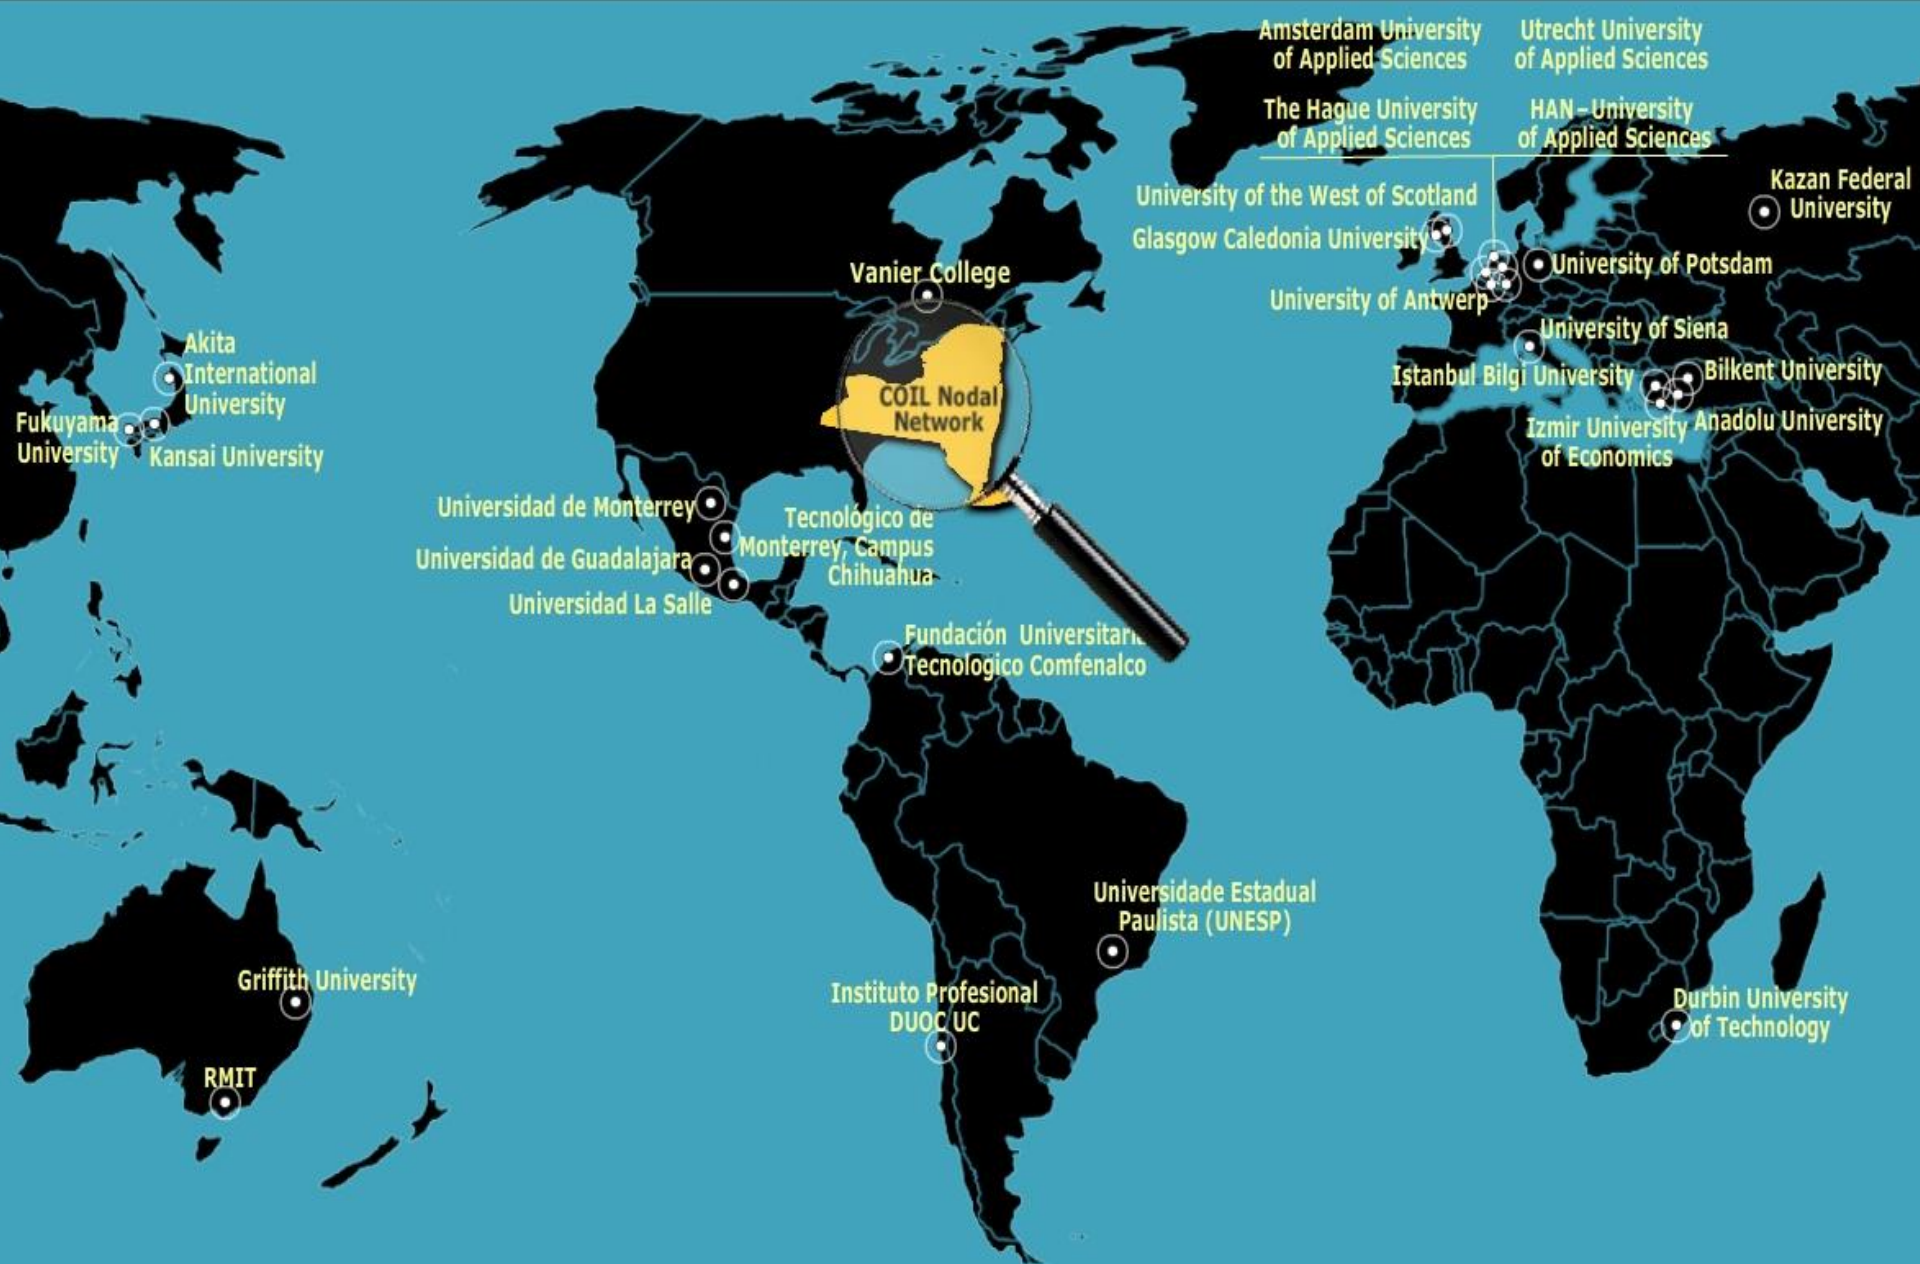 Amsterdam University
of Applied Sciences
Utrecht University
of Applied Sciences
The Hague University
of Applied Sciences
HAN-University
of Applied Sciences
Kazan Federal
University
University of the West of Scotland
Glasgow Caledonia University
University of Potsdam
University of Antwerp
Vanier College
University of Siena
Akita
International
University
Istanbul Bilgi University
Bilkent University
COIL Nodal
Network
Fukuyama
University
Kansai University
Anadolu University
Izmir University
of Economics
Universidad de Monterrey
Tecnológico de
Monterrey, Campus
Chihuahua
Universidad de Guadalajara
Universidad La Salle
Fundación Universitaria
Tecnologico Comfenalco
Universidade Estadual
Paulista (UNESP)
Griffith University
Instituto Profesional
DUOC UC
Durbin University
of Technology
RMIT